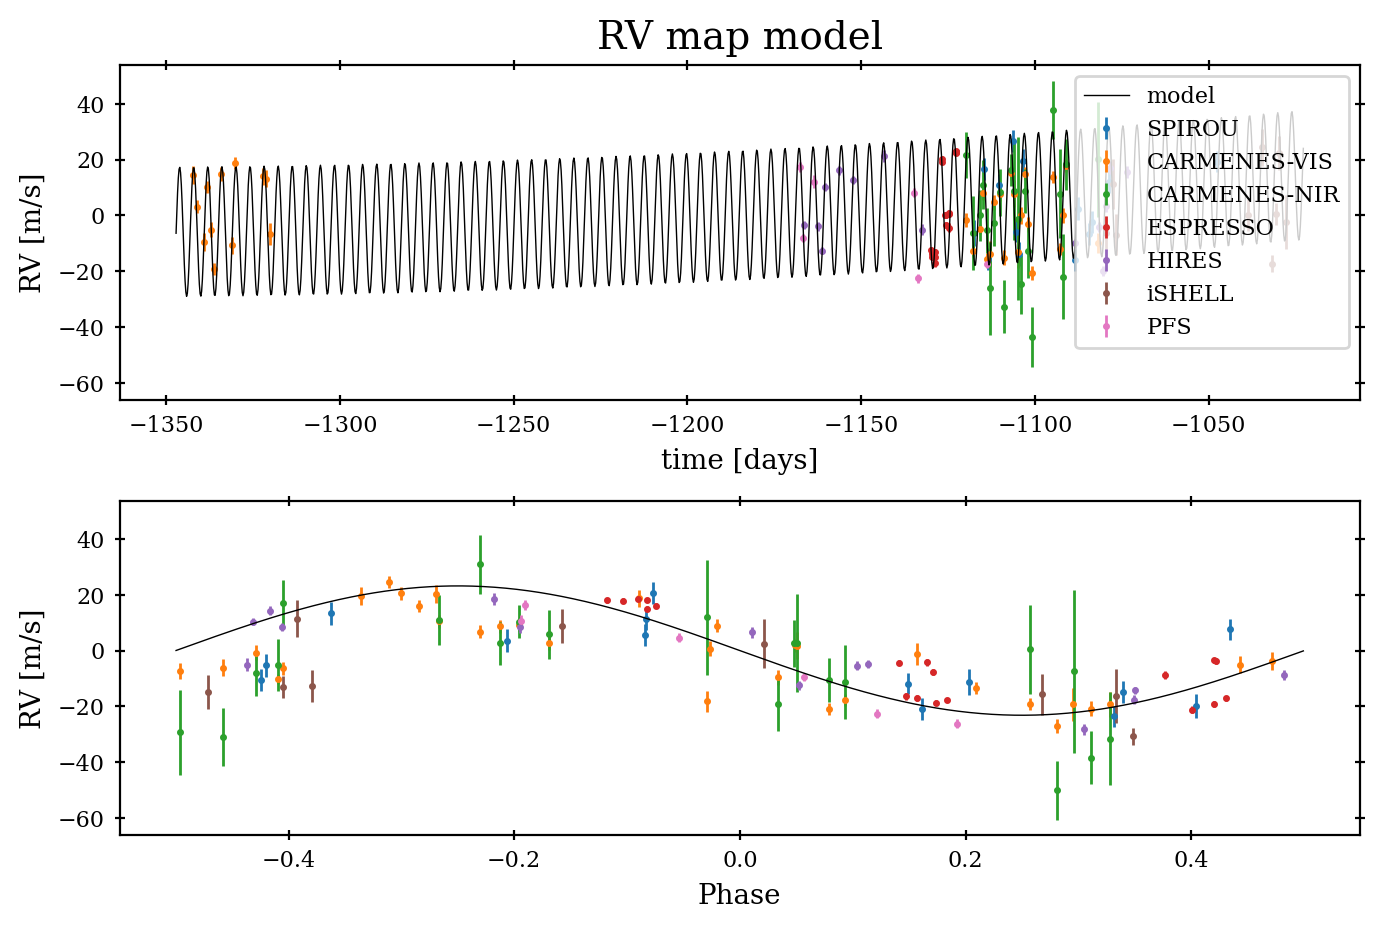 RV map model
RV [m/s]
40
20
0
−20
−40
−60
model
SPIROU
CARMENES-VIS
CARMENES-NIR
ESPRESSO
HIRES
iSHELL
PFS
−1350 −1300 −1250 −1200 −1150 −1100 −1050
time [days]
RV [m/s]
40
20
0
−20
−40
−60
−0.4 −0.2 0.0 0.2 0.4
Phase